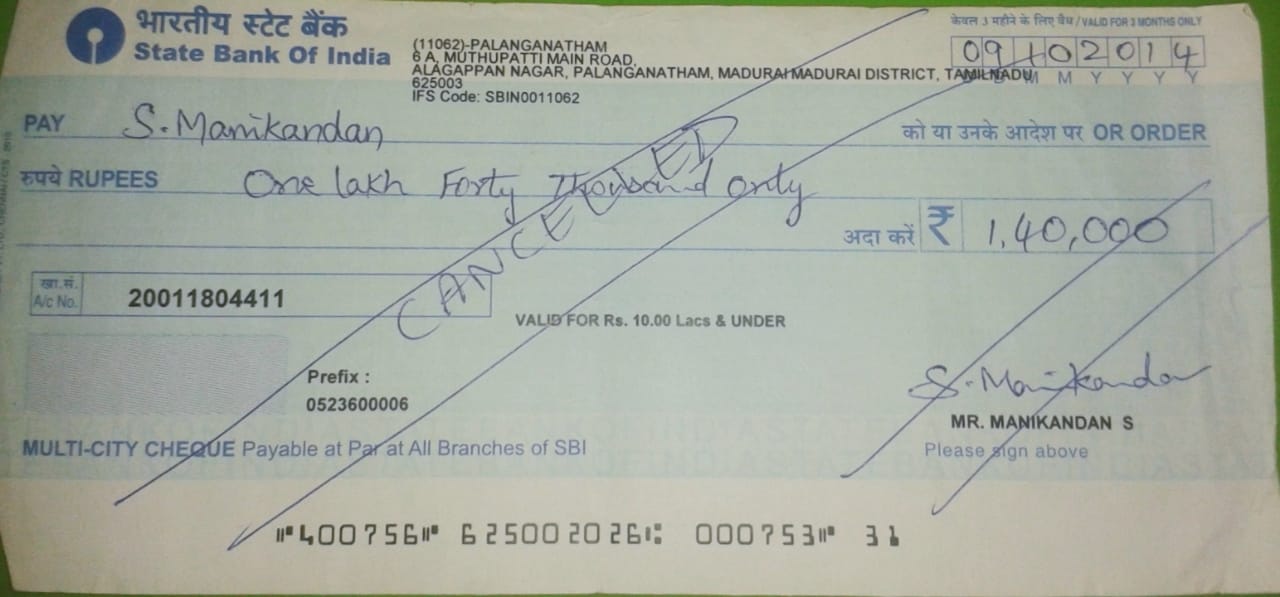 भारतीय स्टेट बैंक
State Bank Of India
(11062)-PALANGANATHAM
6 A, MUTHUPATTI MAIN ROAD,
ALAGAPPAN NAGAR, PALANGANATHAM, MADURAI MADURAI DISTRICT, TAMILNADU
625003
IFS Code: SBIN0011062
केवल 3 महीने के लिए वैध / VALID FOR 3 MONTHS ONLY
09102014
M M Y Y Y Y
PAY S. Manikandan को या उनके आदेश पर OR ORDER
रुपये RUPEES One lakh Forty Thousand only
अदा करें ₹ 1,40,000
CANCELLED
खा.सं.
A/c No. 20011804411
VALID FOR Rs. 10.00 Lacs & UNDER
Prefix :
0523600006
S. Manikandan
MR. MANIKANDAN S
Please sign above
MULTI-CITY CHEQUE Payable at Par at All Branches of SBI
⑈400756⑈ 625002026⑆ 000753⑈ 31